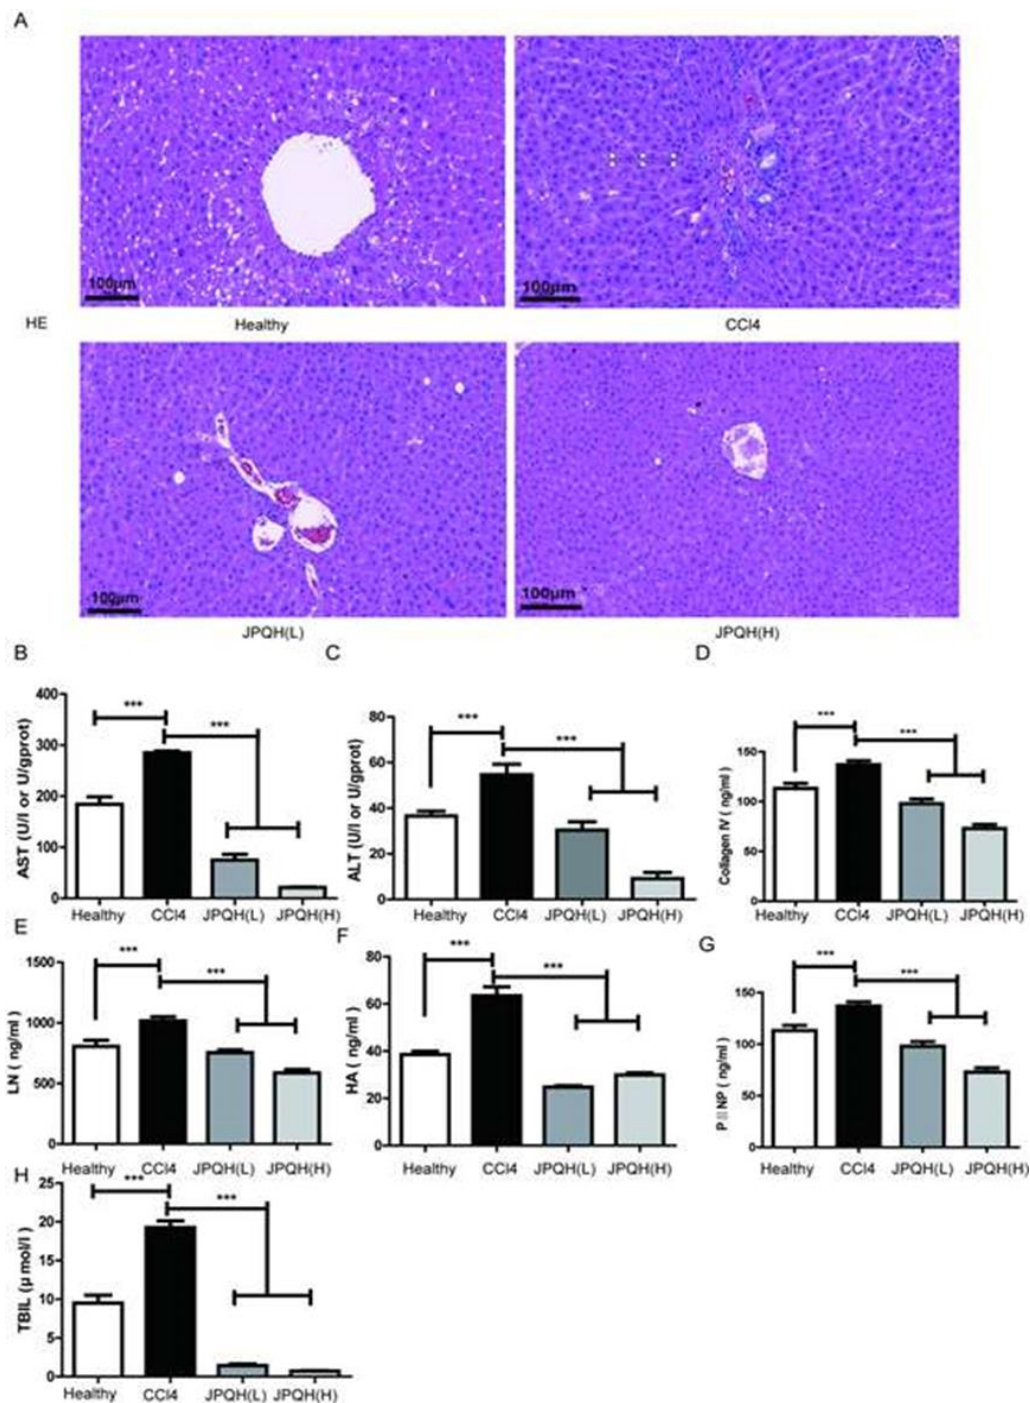 A
100μm
100μm
Healthy
CCl4
HE
100μm
100μm
JPQH(L)
JPQH(H)
B
C
D
400
300
200
100
0
AST (U/l or U/gprot)
***
***
Healthy
CCl4
JPQH(L)
JPQH(H)
80
60
40
20
0
ALT (U/l or U/gprot)
***
***
Healthy
CCl4
JPQH(L)
JPQH(H)
150
100
50
0
Collagen IV ( ng/ml )
***
***
Healthy
CCl4
JPQH(L)
JPQH(H)
E
F
G
1500
1000
500
0
LN ( ng/ml )
***
***
Healthy
CCl4
JPQH(L)
JPQH(H)
80
60
40
20
0
HA ( ng/ml )
***
***
Healthy
CCl4
JPQH(L)
JPQH(H)
150
100
50
0
NP ( ng/ml )
***
***
Healthy
CCl4
JPQH(L)
JPQH(H)
H
25
20
15
10
5
0
TBIL (μ mol/l )
***
***
Healthy
CCl4
JPQH(L)
JPQH(H)